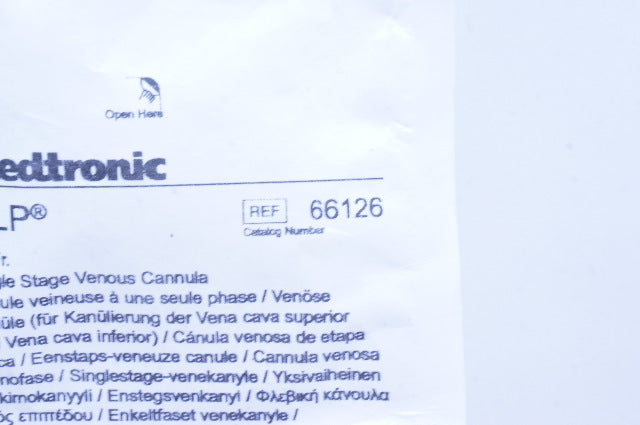 Open Here
edtronic
LP®
REF 66126
Catalog Number
r.
le Stage Venous Cannula
ule veineuse à une seule phase / Venöse
üle (für Kanülierung der Vena cava superior
Vena cava inferior) / Cánula venosa de etapa
ca / Eenstaps-veneuze canule / Cannula venosa
nofase / Singlestage-venekanyle / Yksivaiheinen
kimokanyyli / Enstegsvenkanyl / Φλεβική κάνουλα
ός επιπέδου / Enkeltfaset venekanyle /